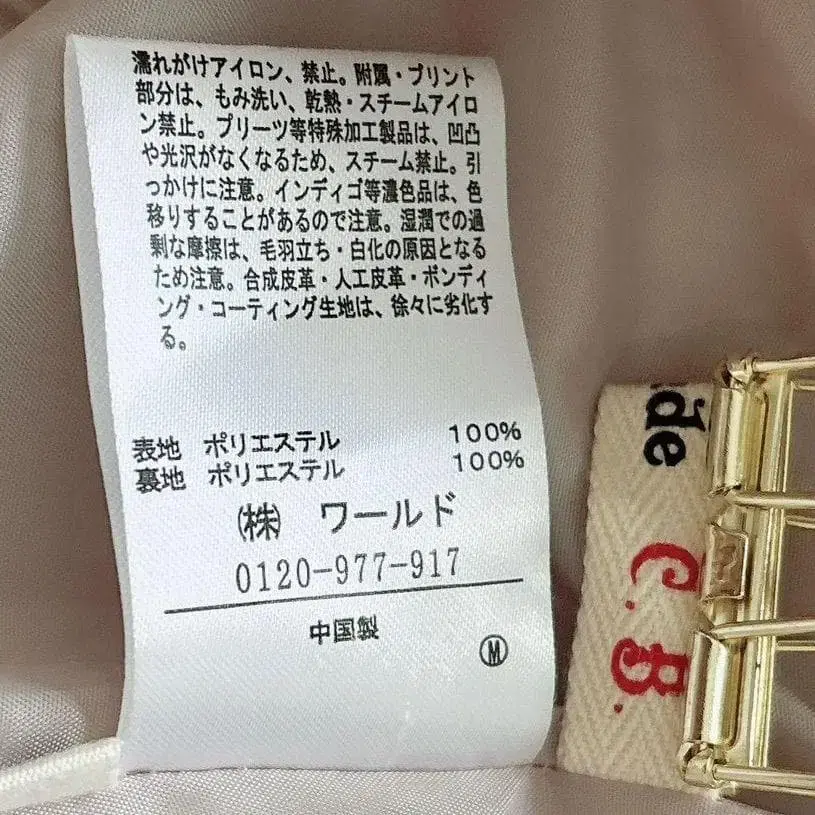 濡れがけアイロン、禁止。附属・プリント
部分は、もみ洗い、乾熱・スチームアイロ
ン禁止。プリーツ等特殊加工製品は、凹凸
や光沢がなくなるため、スチーム禁止。引
っかけに注意。インディゴ等濃色品は、色
移りすることがあるので注意。湿潤での過
剰な摩擦は、毛羽立ち・白化の原因となる
ため注意。合成皮革・人工皮革・ボンディ
ング・コーティング生地は、徐々に劣化す
る。
表地 ポリエステル 100%
裏地 ポリエステル 100%
㈱ ワールド
0120-977-917
中国製
Ⓜ
de
C.B.